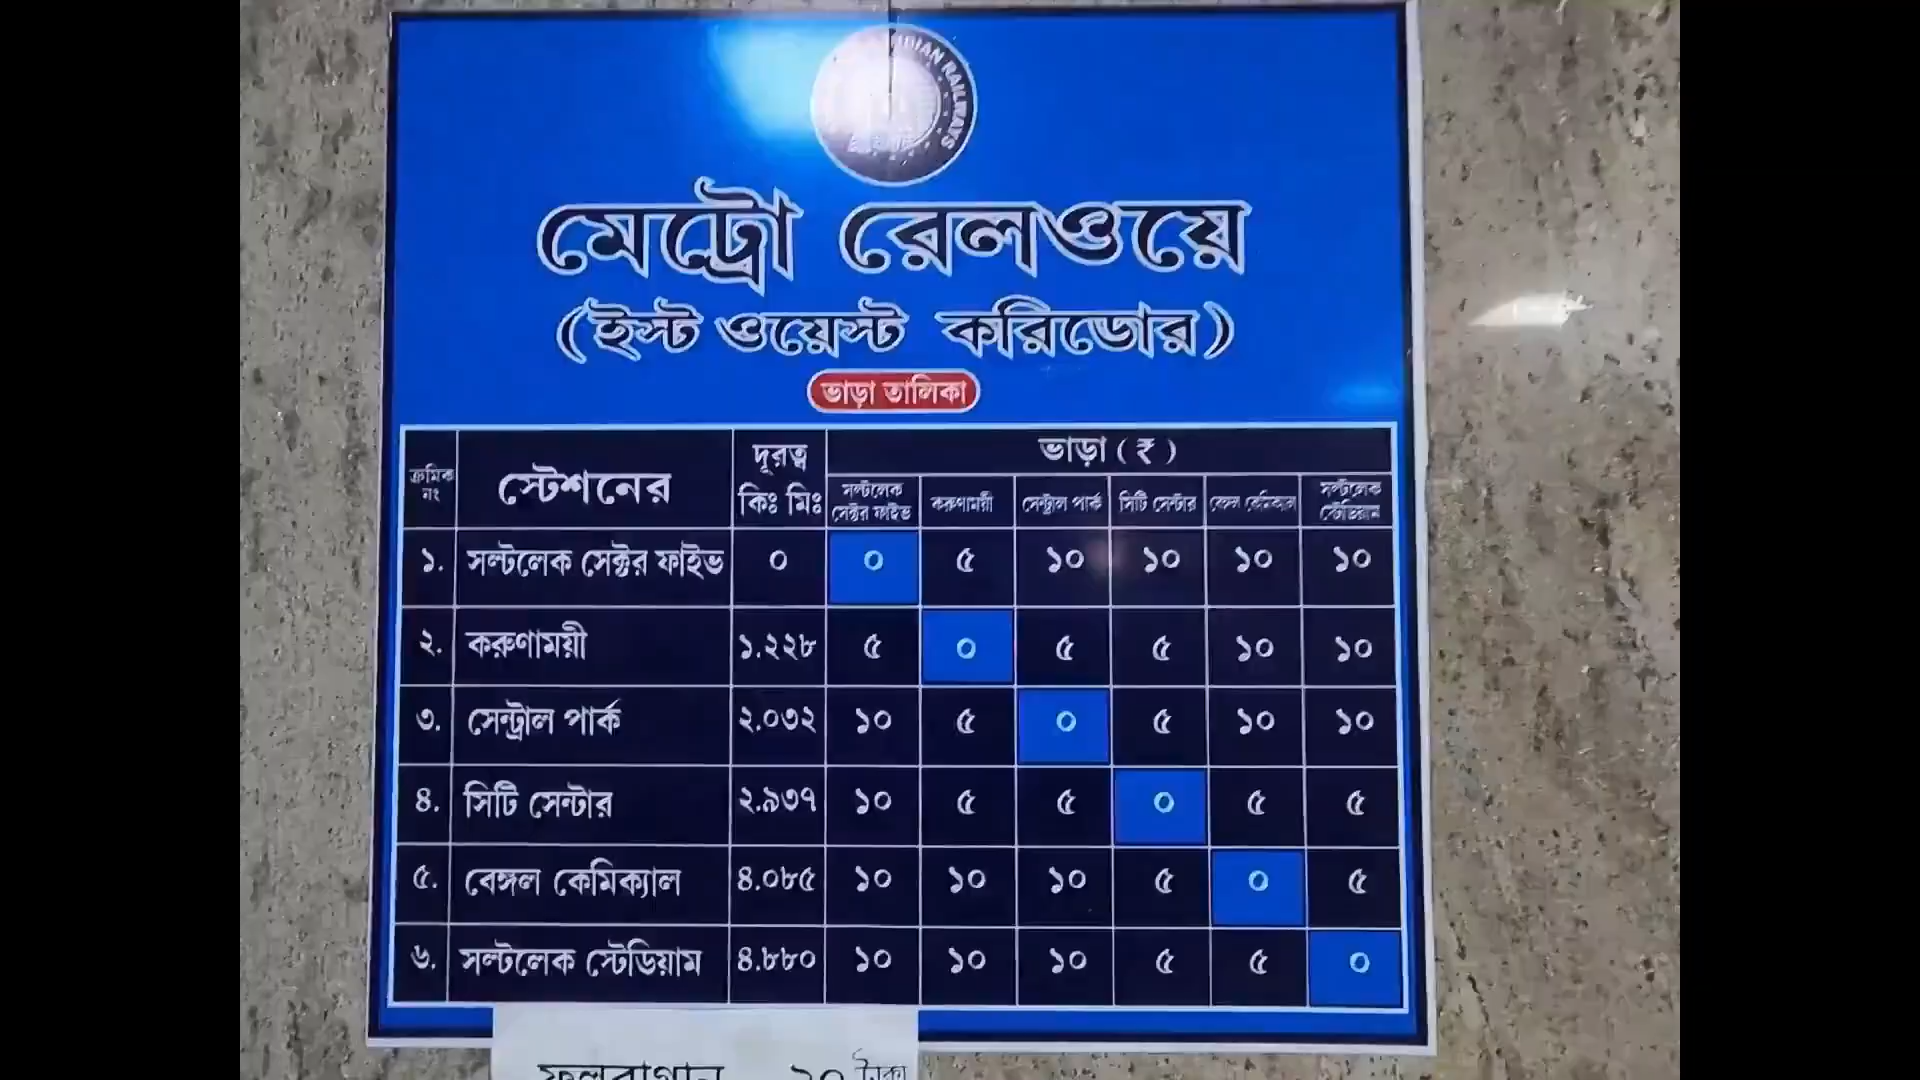 INDIAN RAILWAYS
মেট্রো রেলওয়ে
(ইস্ট ওয়েস্ট করিডোর)
ভাড়া তালিকা
ক্রমিক নং স্টেশনের দূরত্ব কিঃ মিঃ ভাড়া (₹)
সল্টলেক সেক্টর ফাইভ করুণাময়ী সেন্ট্রাল পার্ক সিটি সেন্টার বেঙ্গল কেমিক্যাল সল্টলেক স্টেডিয়াম
১. সল্টলেক সেক্টর ফাইভ ০ ০ ৫ ১০ ১০ ১০ ১০
২. করুণাময়ী ১.২২৮ ৫ ০ ৫ ৫ ১০ ১০
৩. সেন্ট্রাল পার্ক ২.০৩২ ১০ ৫ ০ ৫ ১০ ১০
৪. সিটি সেন্টার ২.৯৩৭ ১০ ৫ ৫ ০ ৫ ৫
৫. বেঙ্গল কেমিক্যাল ৪.০৮৫ ১০ ১০ ১০ ৫ ০ ৫
৬. সল্টলেক স্টেডিয়াম ৪.৮৮০ ১০ ১০ ১০ ৫ ৫ ০
ফুলবাগান ২০ টাকা